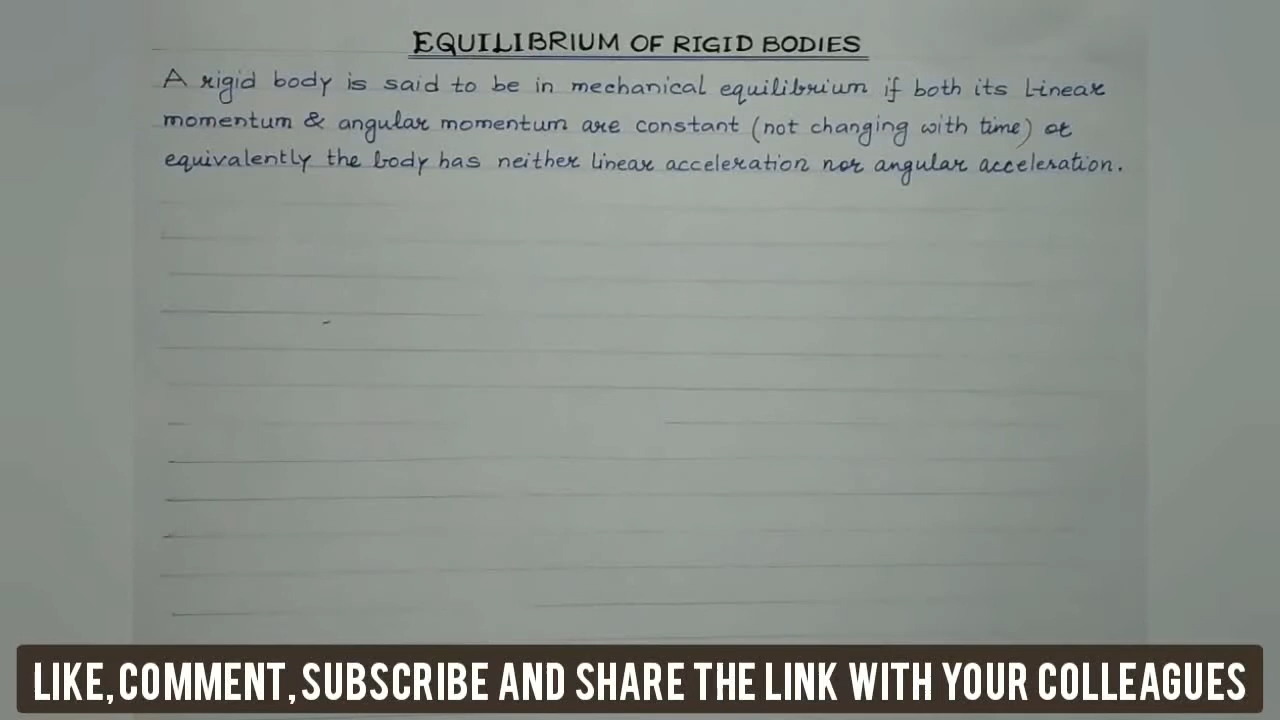 EQUILIBRIUM OF RIGID BODIES
A rigid body is said to be in mechanical equilibrium if both its Linear
momentum & angular momentum are constant (not changing with time) or
equivalently the body has neither linear acceleration nor angular acceleration.
LIKE, COMMENT, SUBSCRIBE AND SHARE THE LINK WITH YOUR COLLEAGUES